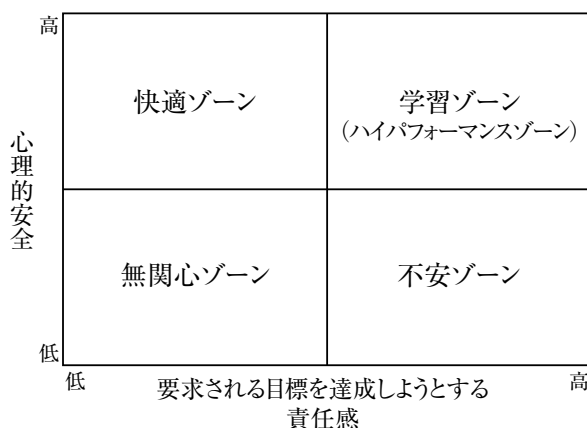 高
快適ゾーン
学習ゾーン
（ハイパフォーマンスゾーン）
心理的安全
無関心ゾーン
不安ゾーン
低
低
高
要求される目標を達成しようとする
責任感